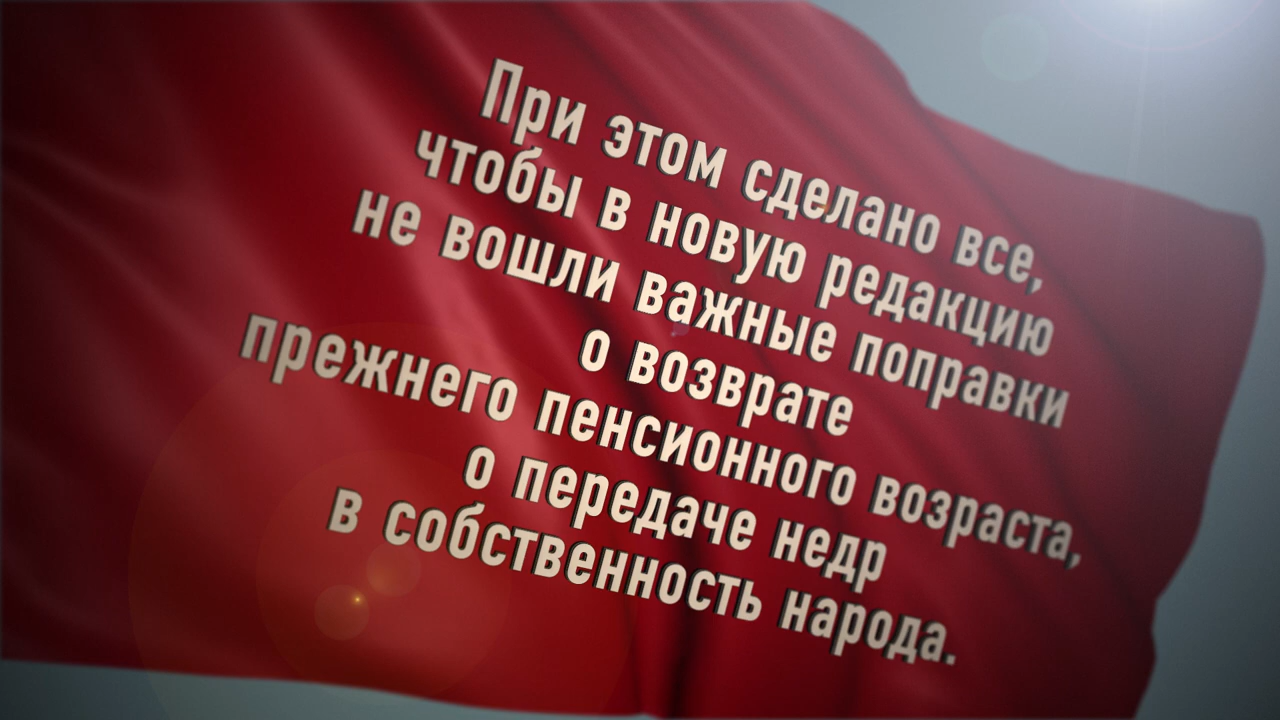 При этом сделано все,
чтобы в новую редакцию
не вошли важные поправки
о возврате
прежнего пенсионного возраста,
о передаче недр
в собственность народа.